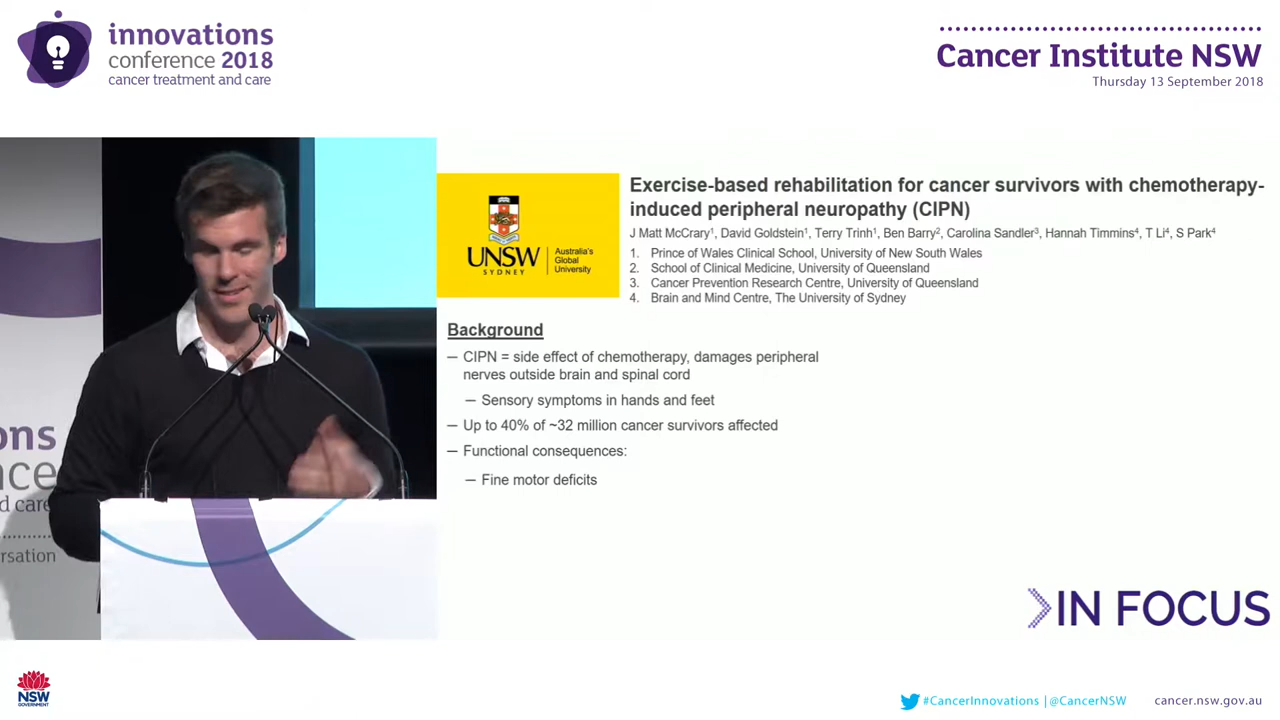 innovations
conference 2018
cancer treatment and care
Cancer Institute NSW
Thursday 13 September 2018
UNSW
SYDNEY
Australia's
Global
University
Exercise-based rehabilitation for cancer survivors with chemotherapy-
induced peripheral neuropathy (CIPN)
J Matt McCrary¹, David Goldstein¹, Terry Trinh¹, Ben Barry², Carolina Sandler³, Hannah Timmins⁴, T Li⁴, S Park⁴
1. Prince of Wales Clinical School, University of New South Wales
2. School of Clinical Medicine, University of Queensland
3. Cancer Prevention Research Centre, University of Queensland
4. Brain and Mind Centre, The University of Sydney
Background
– CIPN = side effect of chemotherapy, damages peripheral
nerves outside brain and spinal cord
– Sensory symptoms in hands and feet
– Up to 40% of ~32 million cancer survivors affected
– Functional consequences:
– Fine motor deficits
ons
nce
d care
rsation
IN FOCUS
NSW
GOVERNMENT
#CancerInnovations | @CancerNSW
cancer.nsw.gov.au